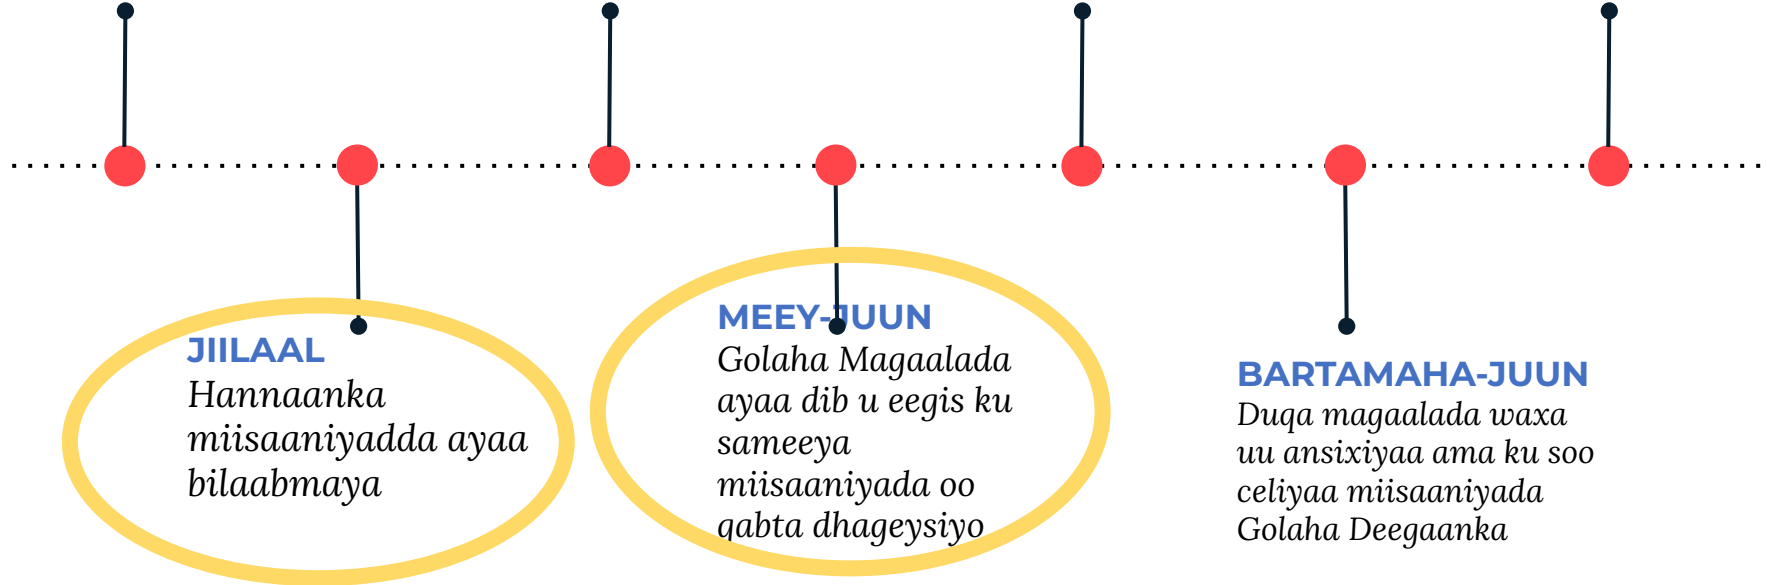 JIILAAL
Hannaanka
miisaaniyadda ayaa
bilaabmaya
MEEY-JUUN
Golaha Magaalada
ayaa dib u eegis ku
sameeya
miisaaniyada oo
qabta dhageysiyo
BARTAMAHA-JUUN
Duqa magaalada waxa
uu ansixiyaa ama ku soo
celiyaa miisaaniyada
Golaha Deegaanka